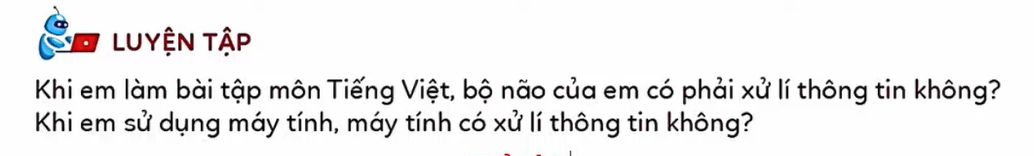 LUYỆN TẬP
Khi em làm bài tập môn Tiếng Việt, bộ não của em có phải xử lí thông tin không?
Khi em sử dụng máy tính, máy tính có xử lí thông tin không?